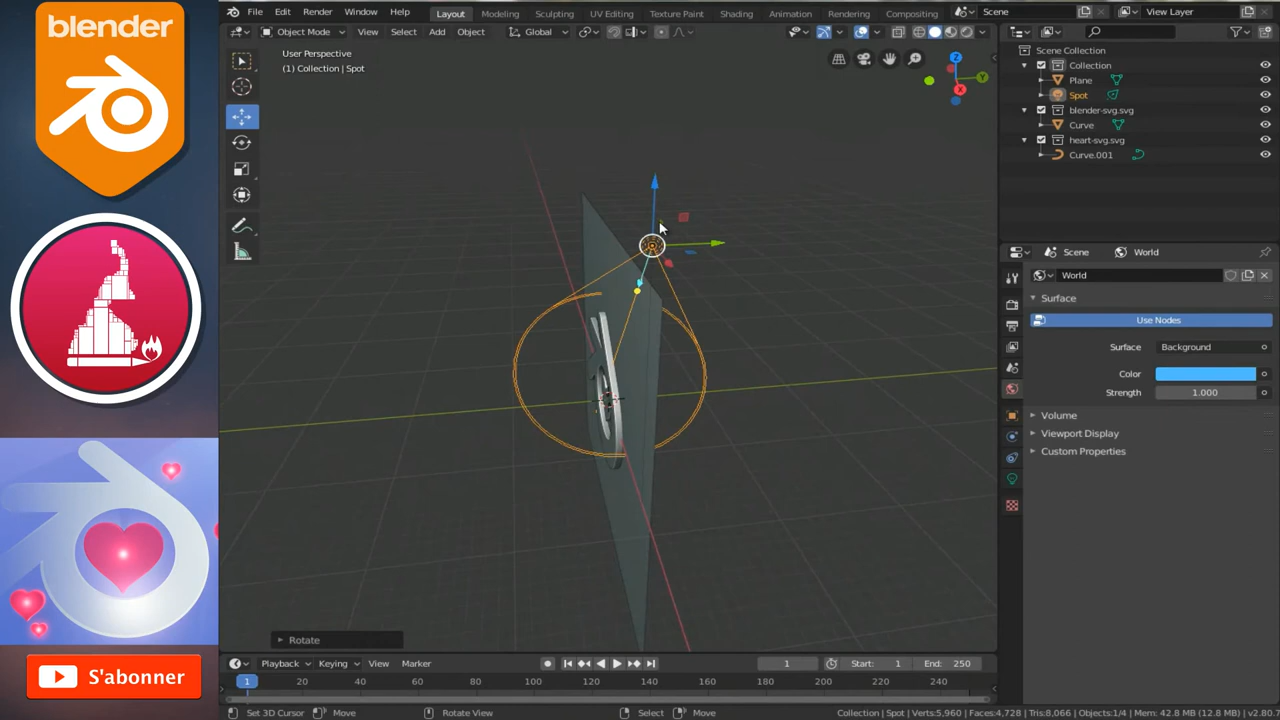 blender
S'abonner
File Edit Render Window Help
Layout Modeling Sculpting UV Editing Texture Paint Shading Animation Rendering Compositing
Scene
View Layer
Object Mode
View Select Add Object
Global
User Perspective
(1) Collection | Spot
Z
Y
X
Rotate
Scene Collection
Collection
Plane
Spot
blender-svg.svg
Curve
heart-svg.svg
Curve.001
Scene
World
World
Surface
Use Nodes
Surface
Background
Color
Strength
1.000
Volume
Viewport Display
Custom Properties
Playback
Keying
View Marker
1
Start: 1
End: 250
1 20 40 60 80 100 120 140 160 180 200 220 240
Set 3D Cursor
Move
Rotate View
Select
Move
Collection | Spot | Verts:5,960 | Faces:4,728 | Tris:8,066 | Objects:1/4 | Mem: 42.8 MB (12.8 MB) | v2.80.7